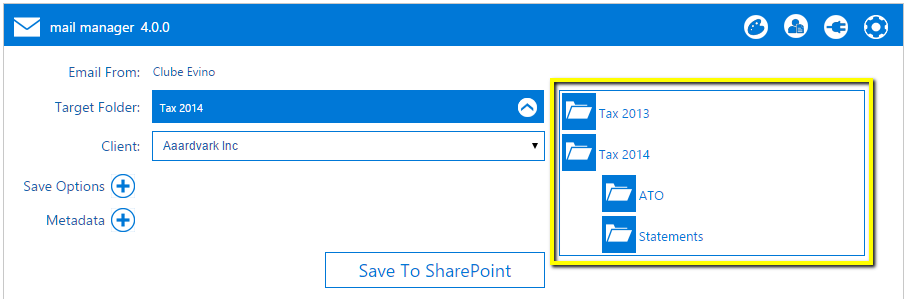 mail manager 4.0.0
Email From: Clube Evino
Target Folder: Tax 2014
Client: Aaardvark Inc
Save Options
Metadata
Save To SharePoint
Tax 2013
Tax 2014
ATO
Statements